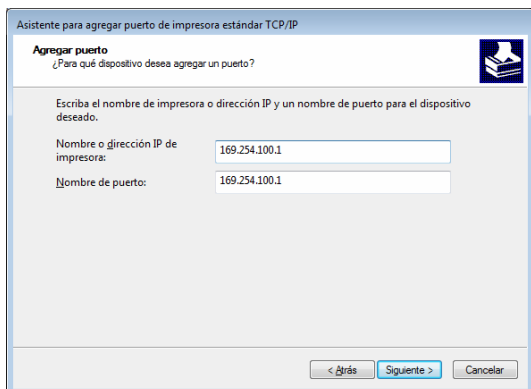 Asistente para agregar puerto de impresora estándar TCP/IP
Agregar puerto
¿Para qué dispositivo desea agregar un puerto?
Escriba el nombre de impresora o dirección IP y un nombre de puerto para el dispositivo
deseado.
Nombre o dirección IP de
impresora:
169.254.100.1
Nombre de puerto:
169.254.100.1
< Atrás
Siguiente >
Cancelar